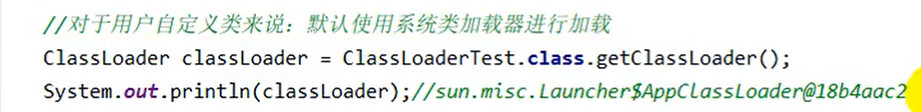 //对于用户自定义类来说：默认使用系统类加载器进行加载
ClassLoader classLoader = ClassLoaderTest.class.getClassLoader();
System.out.println(classLoader);//sun.misc.Launcher$AppClassLoader@18b4aac2